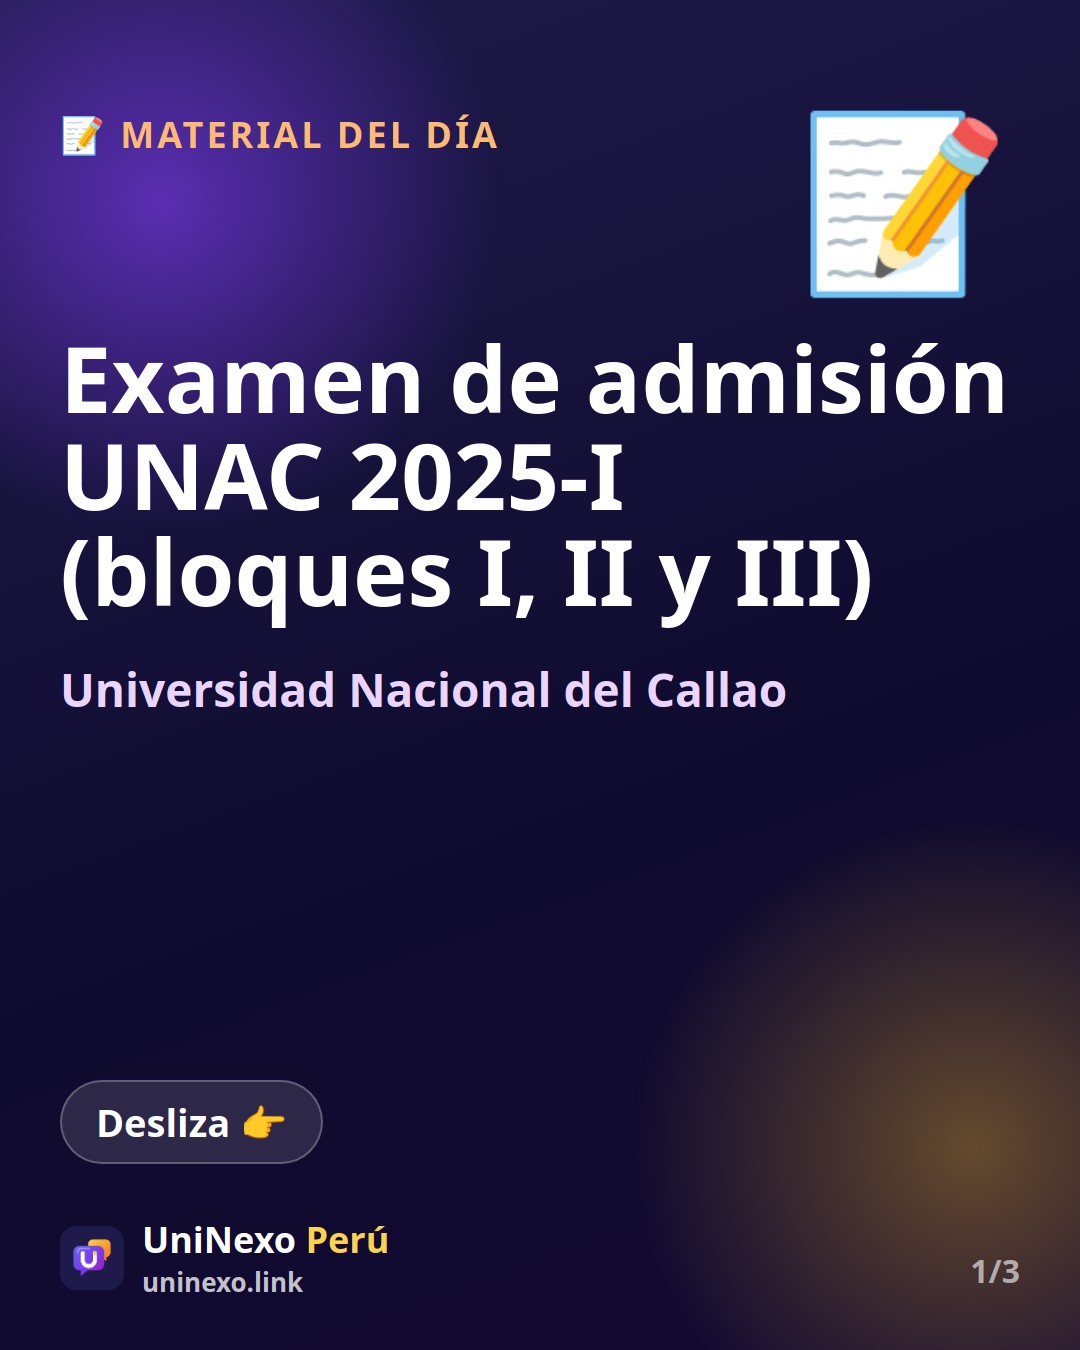 📝 MATERIAL DEL DÍA
Examen de admisión
UNAC 2025-I
(bloques I, II y III)
Universidad Nacional del Callao
Desliza 👉
UniNexo Perú
uninexo.link
1/3